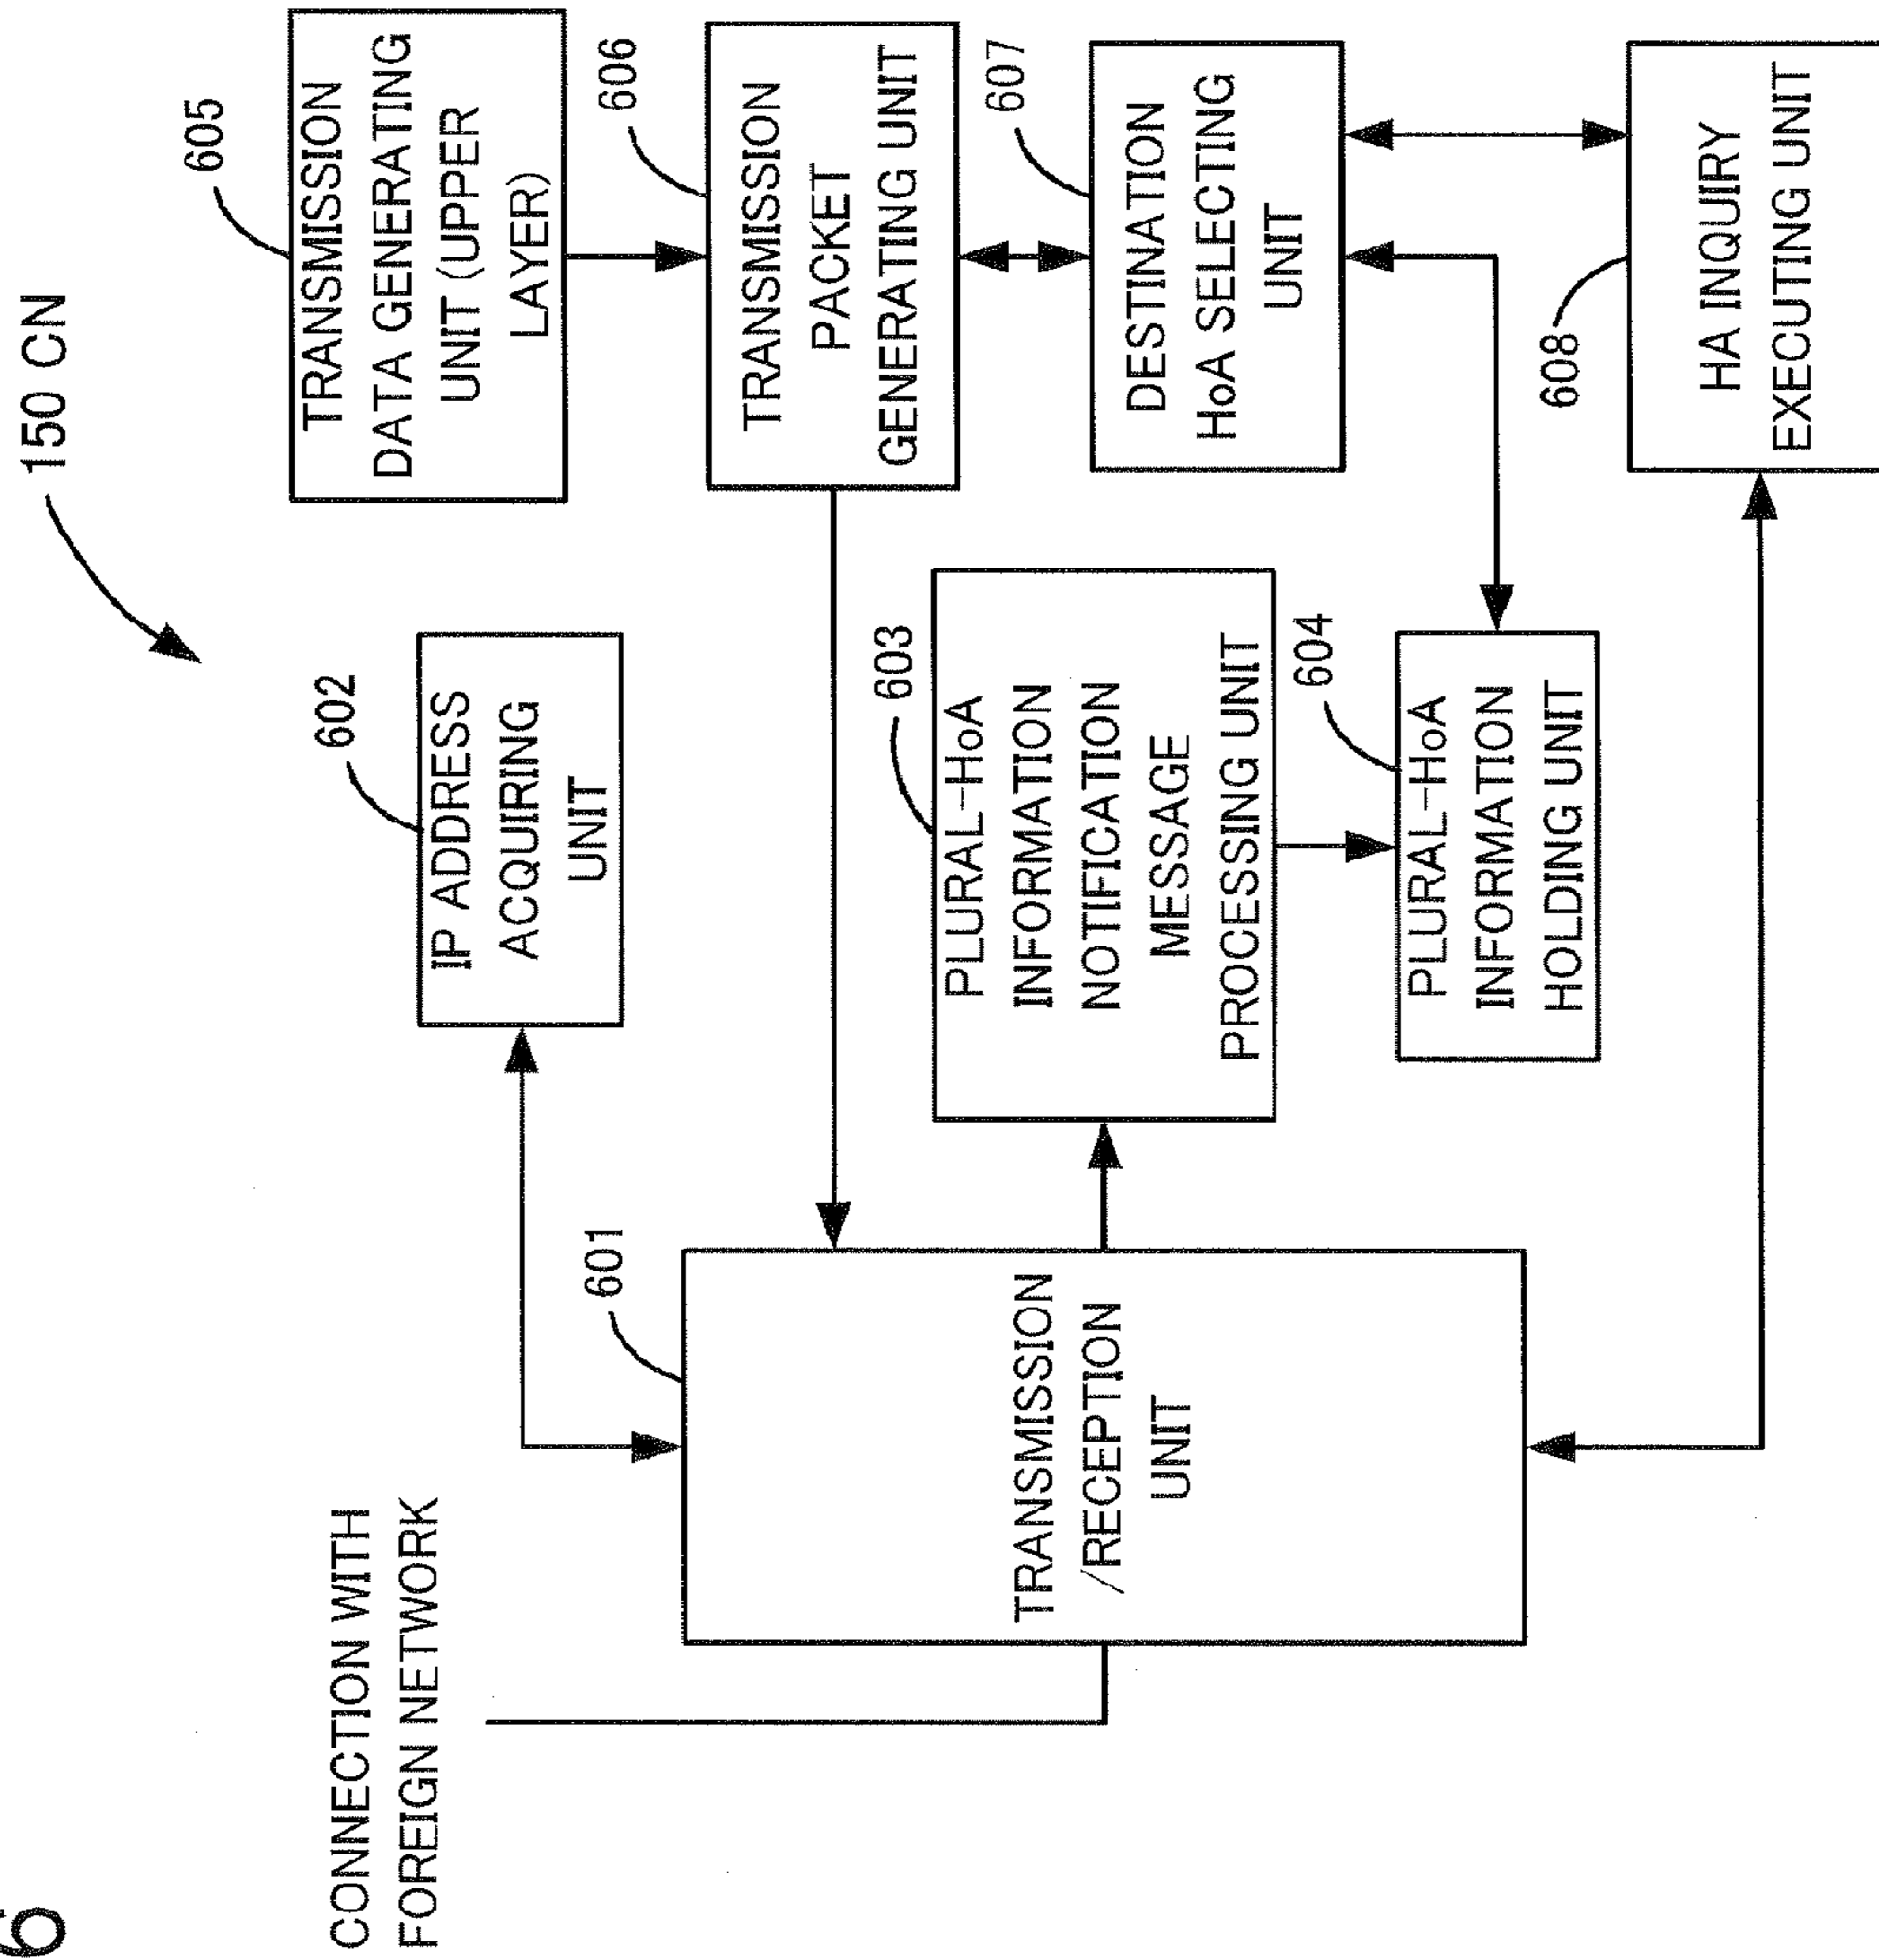 6
150 CN
CONNECTION WITH
FOREIGN NETWORK
601
TRANSMISSION
/RECEPTION
UNIT
602
IP ADDRESS
ACQUIRING
UNIT
603
PLURAL-HoA
INFORMATION
NOTIFICATION
MESSAGE
PROCESSING UNIT
604
PLURAL-HoA
INFORMATION
HOLDING UNIT
605
TRANSMISSION
DATA GENERATING
UNIT (UPPER
LAYER)
606
TRANSMISSION
PACKET
GENERATING UNIT
607
DESTINATION
HoA SELECTING
UNIT
608
HA INQUIRY
EXECUTING UNIT